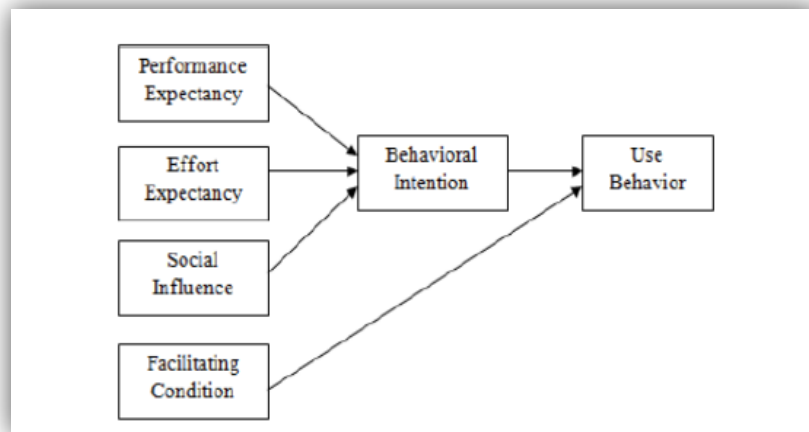 Performance
Expectancy
Effort
Expectancy
Social
Influence
Facilitating
Condition
Behavioral
Intention
Use
Behavior